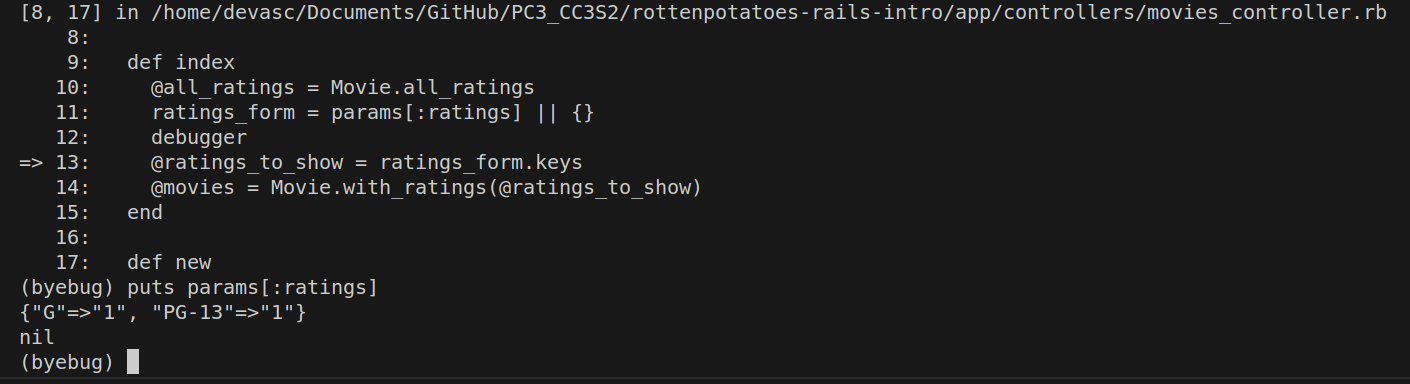 [8, 17] in /home/devasc/Documents/GitHub/PC3_CC3S2/rottenpotatoes-rails-intro/app/controllers/movies_controller.rb
    8:
    9:   def index
   10:     @all_ratings = Movie.all_ratings
   11:     ratings_form = params[:ratings] || {}
   12:     debugger
=> 13:     @ratings_to_show = ratings_form.keys
   14:     @movies = Movie.with_ratings(@ratings_to_show)
   15:   end
   16:
   17:   def new
(byebug) puts params[:ratings]
{"G"=>"1", "PG-13"=>"1"}
nil
(byebug)